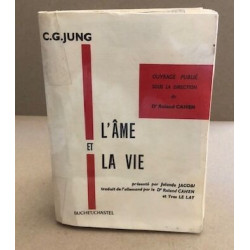 C.G.JUNG
OUVRAGE PUBLIÉ
SOUS LA DIRECTION
du
Dr Roland CAHEN
L'ÂME
ET
LA VIE
présenté par Jolande JACOBI
traduit de l'allemand par le Dr Roland CAHEN
et Yves LE LAY
BUCHET/CHASTEL